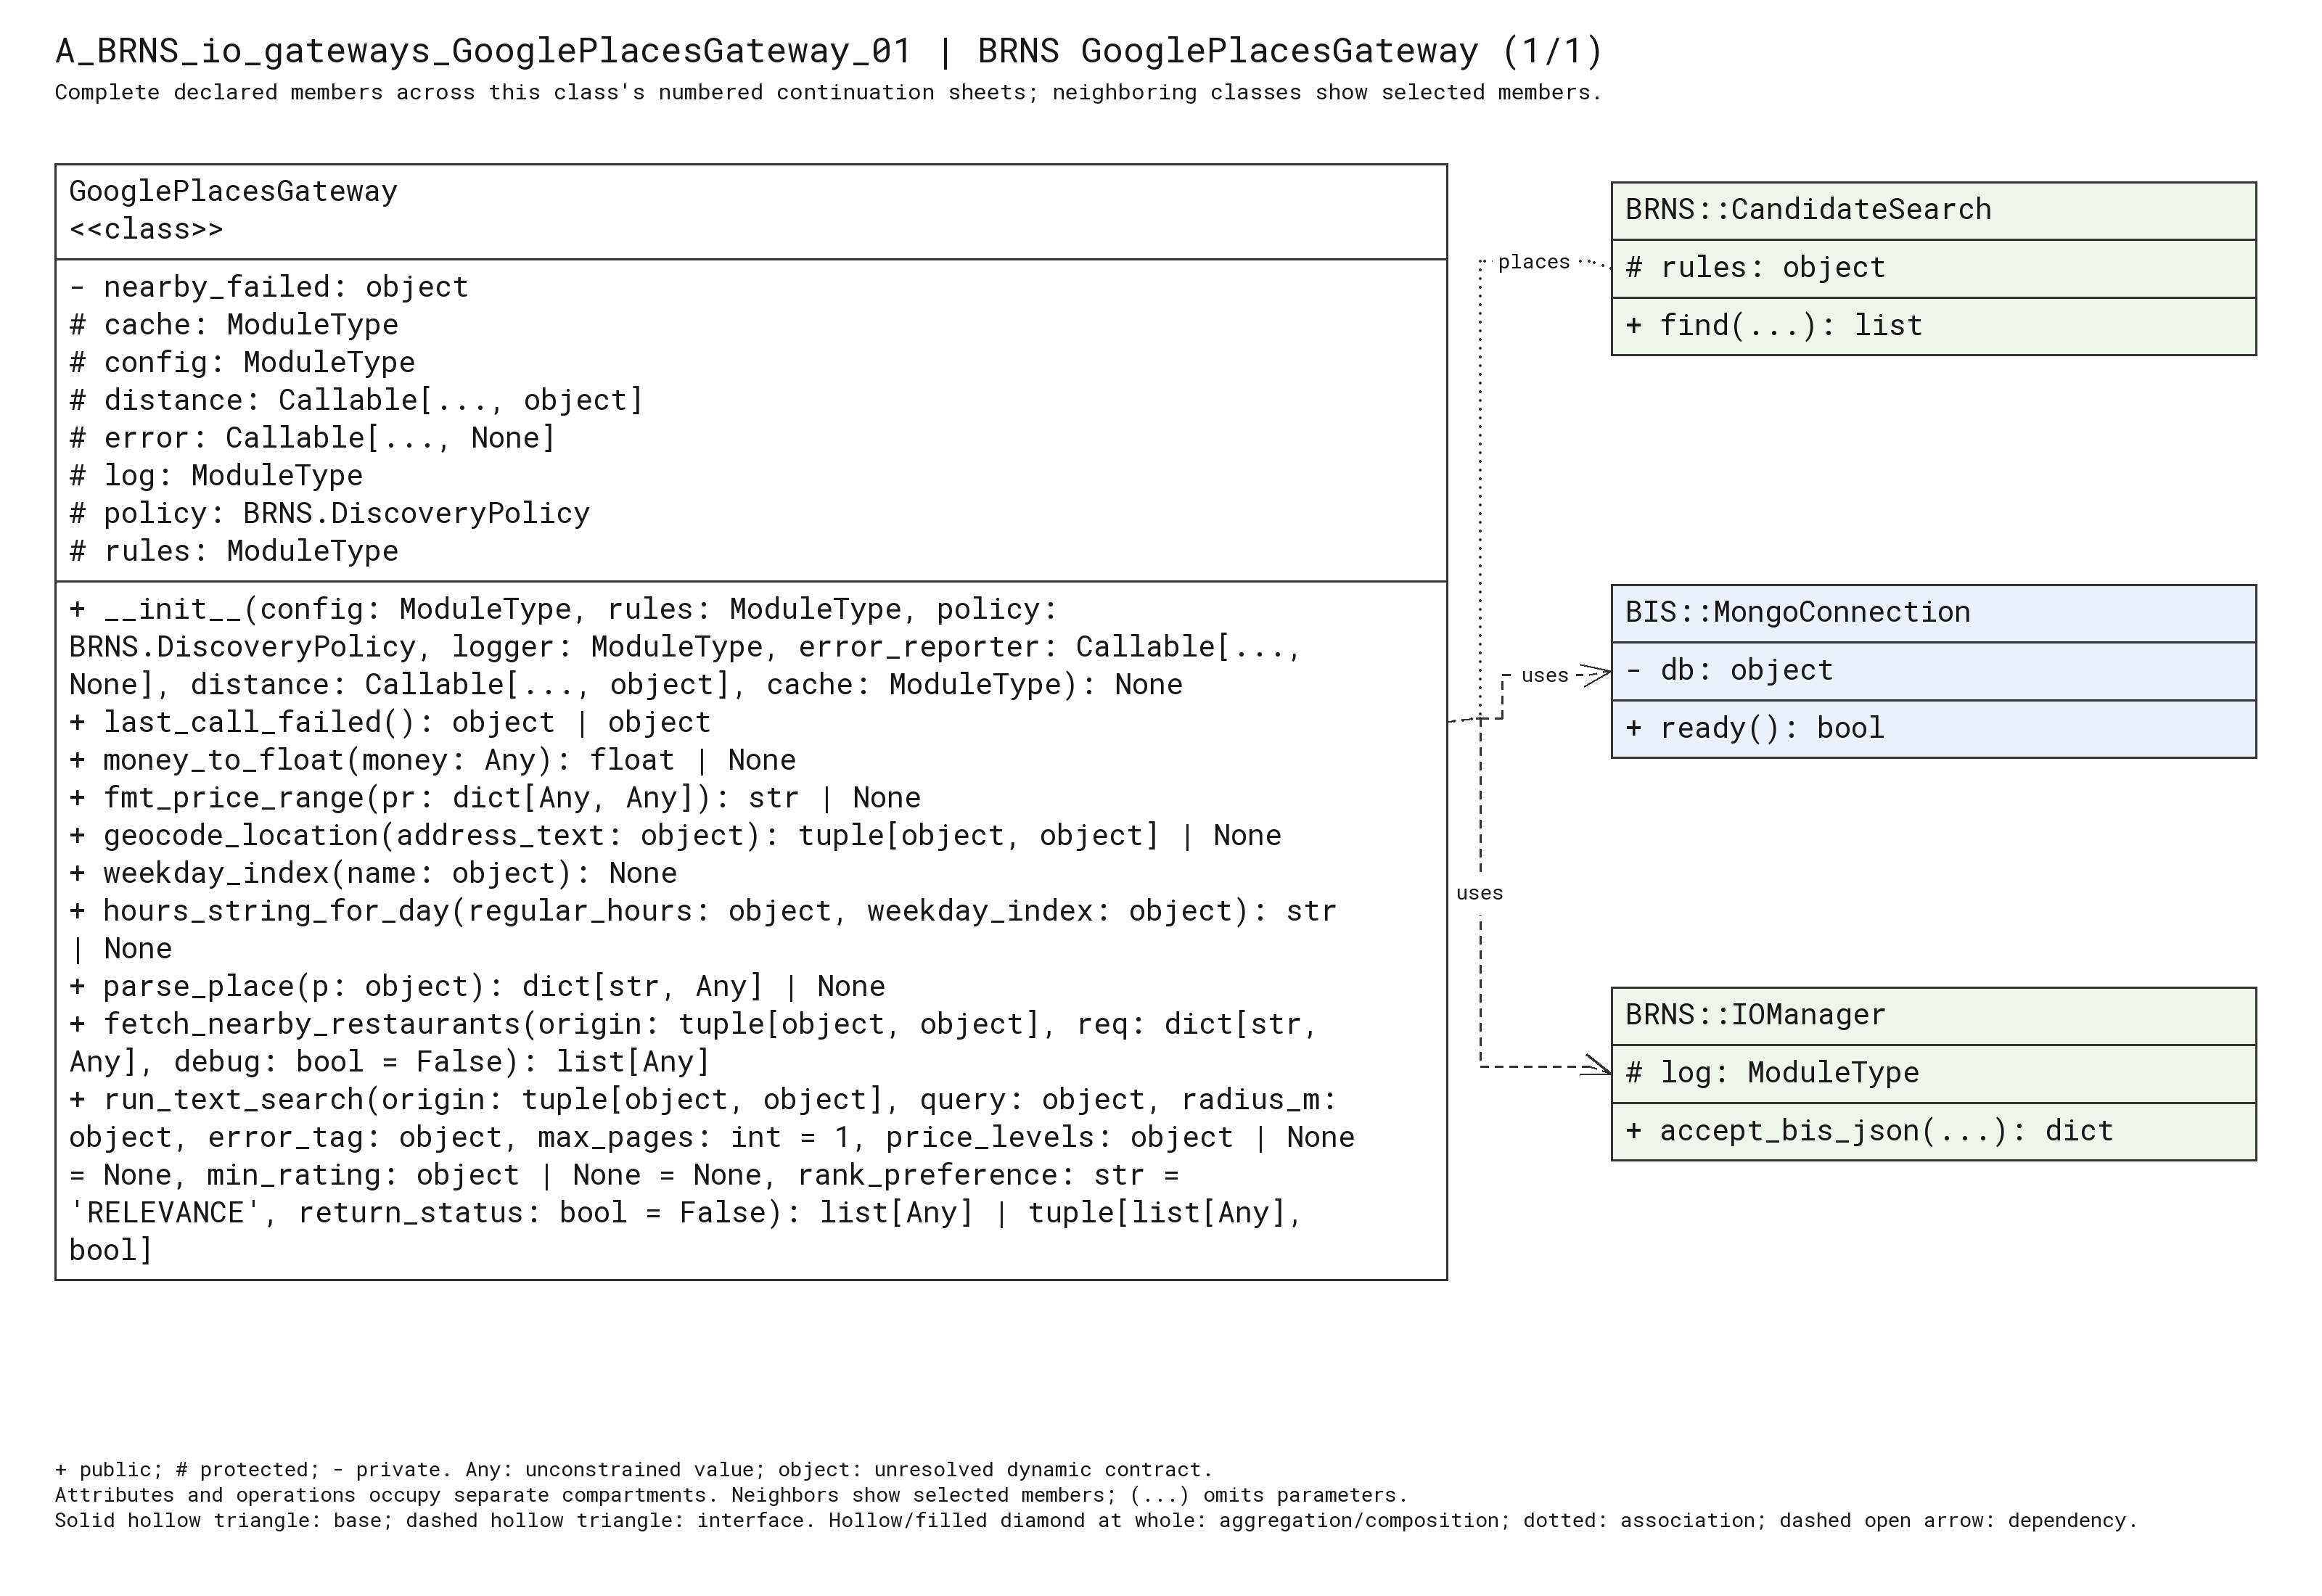 A_BRNS_io_gateways_GooglePlacesGateway_01 | BRNS GooglePlacesGateway (1/1)
Complete declared members across this class's numbered continuation sheets; neighboring classes show selected members.
GooglePlacesGateway
<<class>>
- nearby_failed: object
# cache: ModuleType
# config: ModuleType
# distance: Callable[..., object]
# error: Callable[..., None]
# log: ModuleType
# policy: BRNS.DiscoveryPolicy
# rules: ModuleType
+ __init__(config: ModuleType, rules: ModuleType, policy:
BRNS.DiscoveryPolicy, logger: ModuleType, error_reporter: Callable[...,
None], distance: Callable[..., object], cache: ModuleType): None
+ last_call_failed(): object | object
+ money_to_float(money: Any): float | None
+ fmt_price_range(pr: dict[Any, Any]): str | None
+ geocode_location(address_text: object): tuple[object, object] | None
+ weekday_index(name: object): None
+ hours_string_for_day(regular_hours: object, weekday_index: object): str
| None
+ parse_place(p: object): dict[str, Any] | None
+ fetch_nearby_restaurants(origin: tuple[object, object], req: dict[str,
Any], debug: bool = False): list[Any]
+ run_text_search(origin: tuple[object, object], query: object, radius_m:
object, error_tag: object, max_pages: int = 1, price_levels: object | None
= None, min_rating: object | None = None, rank_preference: str =
'RELEVANCE', return_status: bool = False): list[Any] | tuple[list[Any],
bool]
places
uses
uses
BRNS::CandidateSearch
# rules: object
+ find(...): list
BIS::MongoConnection
- db: object
+ ready(): bool
BRNS::IOManager
# log: ModuleType
+ accept_bis_json(...): dict
+ public; # protected; - private. Any: unconstrained value; object: unresolved dynamic contract.
Attributes and operations occupy separate compartments. Neighbors show selected members; (...) omits parameters.
Solid hollow triangle: base; dashed hollow triangle: interface. Hollow/filled diamond at whole: aggregation/composition; dotted: association; dashed open arrow: dependency.